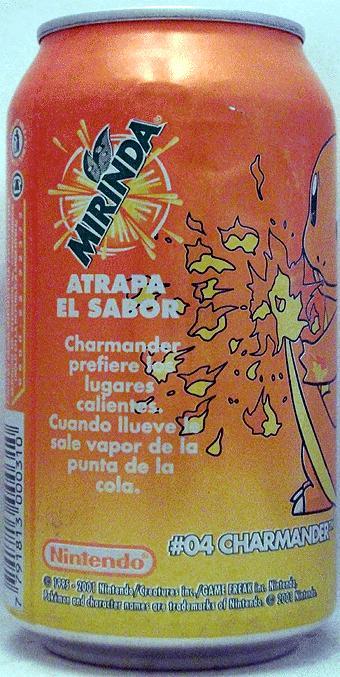 MIRINDA
ATRAPA
EL SABOR
Charmander
prefiere los
lugares
calientes.
Cuando llueve le
sale vapor de la
punta de la
cola.
#04 CHARMANDER™
Nintendo®
© 1995 - 2001 Nintendo/Creatures inc./GAME FREAK inc. Nintendo.
Pokémon and character names are trademarks of Nintendo. © 2001 Nintendo.
7 791813 000310